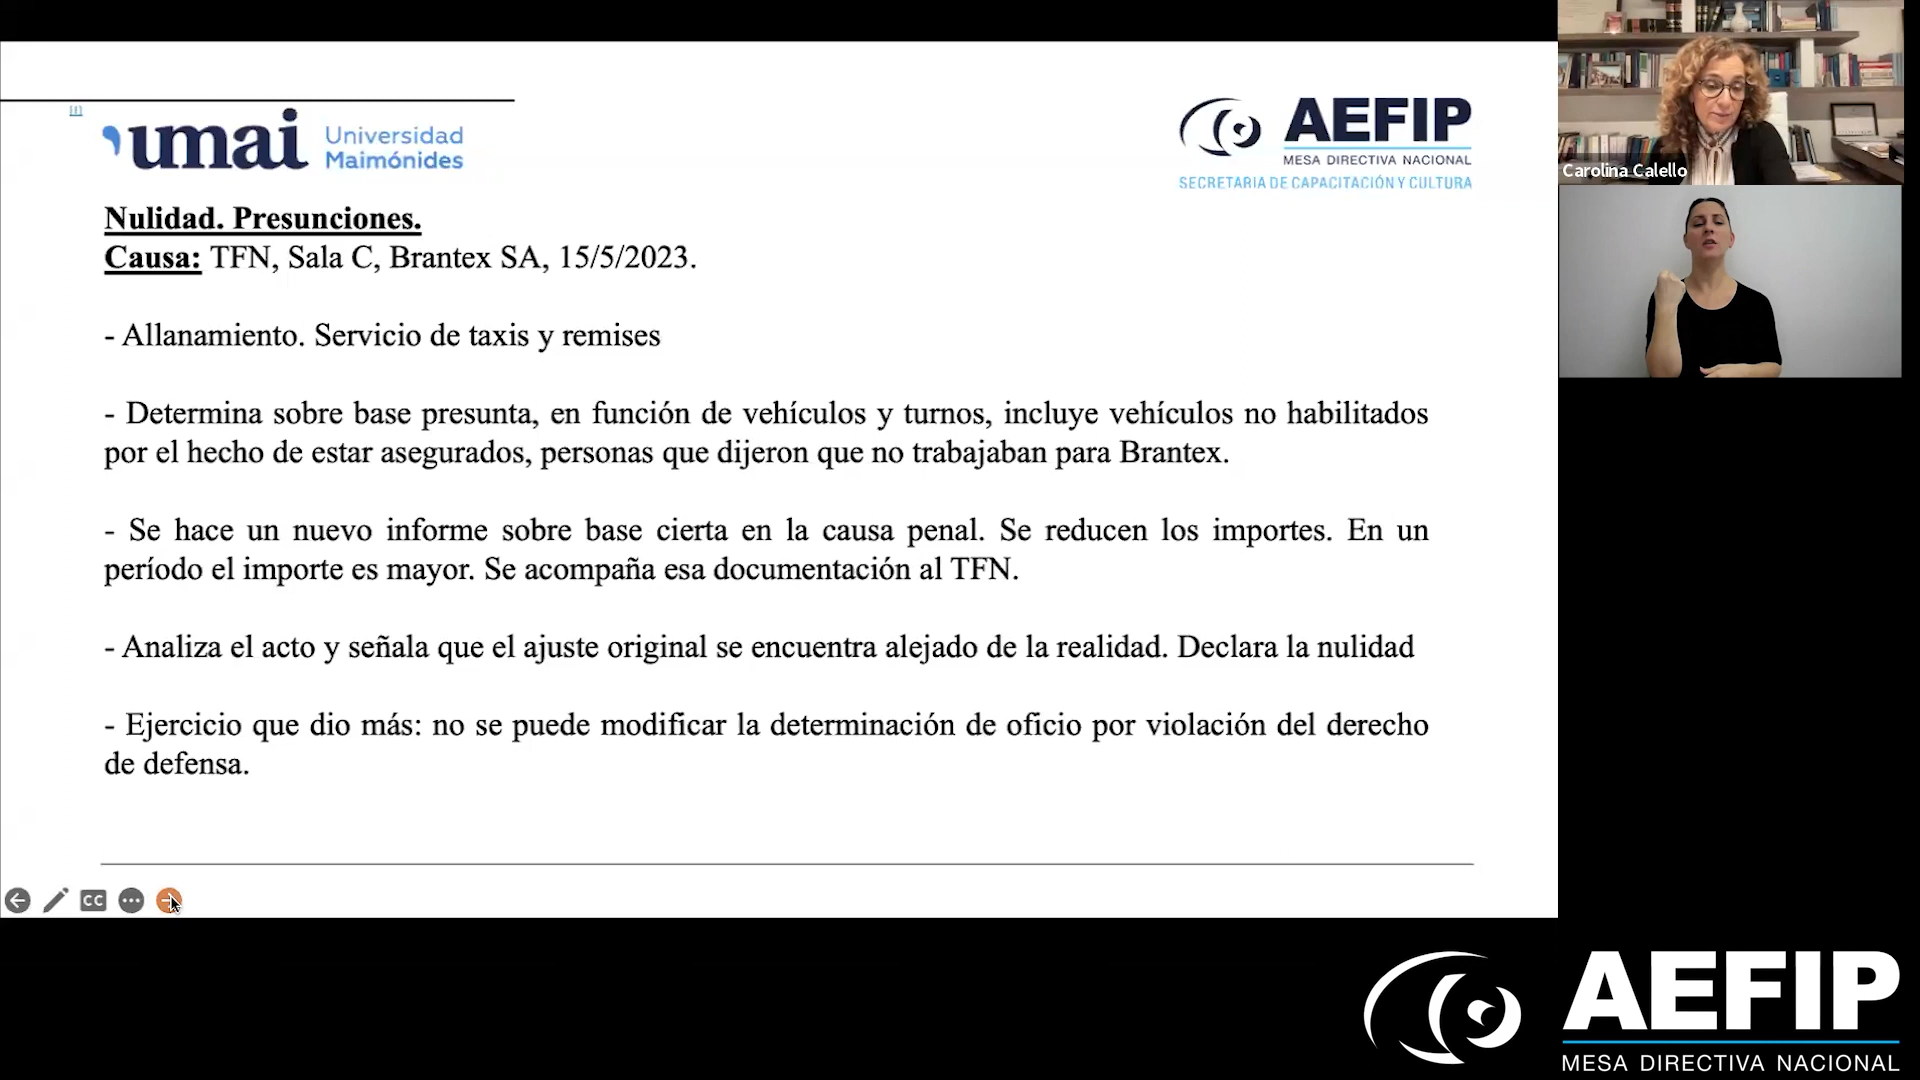 umai Universidad
Maimónides
AEFIP
MESA DIRECTIVA NACIONAL
SECRETARIA DE CAPACITACIÓN Y CULTURA
Nulidad. Presunciones.
Causa: TFN, Sala C, Brantex SA, 15/5/2023.
- Allanamiento. Servicio de taxis y remises
- Determina sobre base presunta, en función de vehículos y turnos, incluye vehículos no habilitados
por el hecho de estar asegurados, personas que dijeron que no trabajaban para Brantex.
- Se hace un nuevo informe sobre base cierta en la causa penal. Se reducen los importes. En un
período el importe es mayor. Se acompaña esa documentación al TFN.
- Analiza el acto y señala que el ajuste original se encuentra alejado de la realidad. Declara la nulidad
- Ejercicio que dio más: no se puede modificar la determinación de oficio por violación del derecho
de defensa.
CC
Carolina Calello
AEFIP
MESA DIRECTIVA NACIONAL